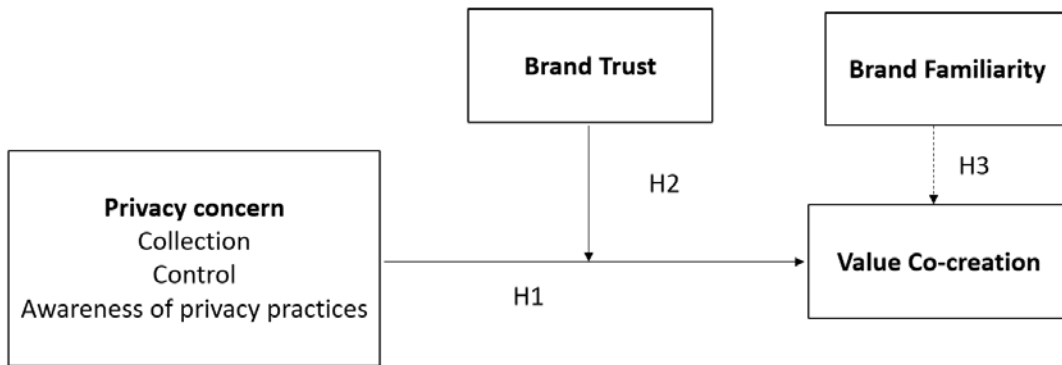 Brand Trust
Brand Familiarity
H2
H3
Privacy concern
Collection
Control
Awareness of privacy practices
H1
Value Co-creation